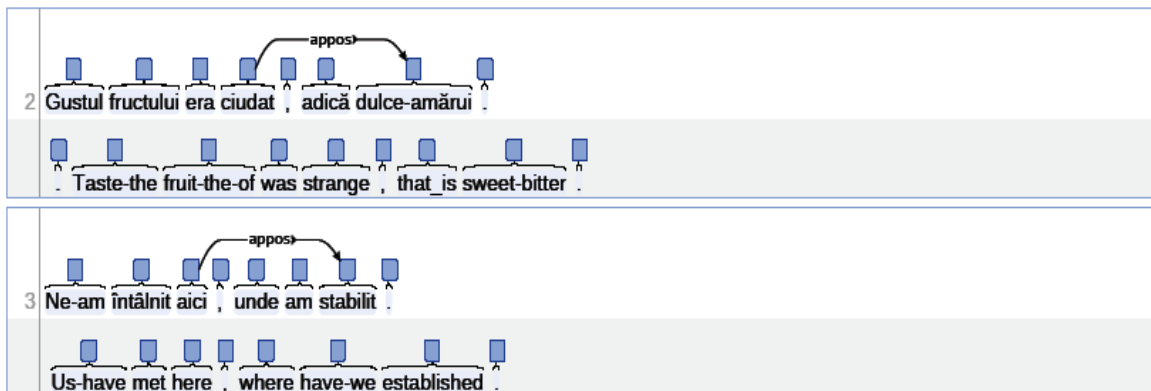 appos
2 Gustul fructului era ciudat , adică dulce-amărui .
. Taste-the fruit-the-of was strange , that_is sweet-bitter .
appos
3 Ne-am întâlnit aici , unde am stabilit .
Us-have met here , where have-we established .